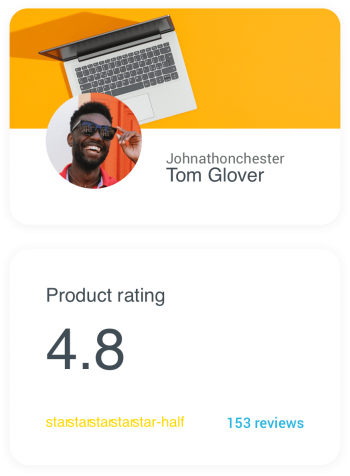 Johnathonchester
Tom Glover
Product rating
4.8
starstarstarstarstar-half
153 reviews